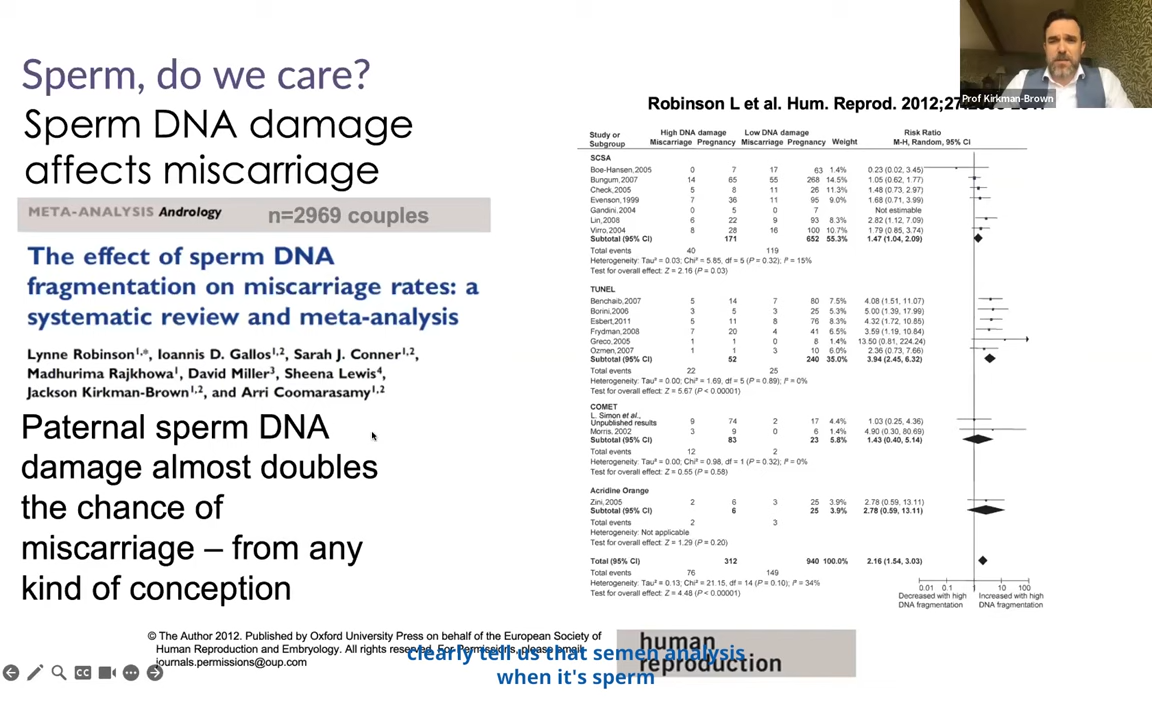 Sperm, do we care?
Sperm DNA damage
affects miscarriage
META-ANALYSIS Andrology n=2969 couples
The effect of sperm DNA
fragmentation on miscarriage rates: a
systematic review and meta-analysis
Lynne Robinson1,*, Ioannis D. Gallos1,2, Sarah J. Conner1,2,
Madhurima Rajkhowa1, David Miller3, Sheena Lewis4,
Jackson Kirkman-Brown1,2, and Arri Coomarasamy1,2
Paternal sperm DNA
damage almost doubles
the chance of
miscarriage – from any
kind of conception
Prof Kirkman-Brown
Robinson L et al. Hum. Reprod. 2012;27:
Study or High DNA damage Low DNA damage Risk Ratio
Subgroup Miscarriage Pregnancy Miscarriage Pregnancy Weight M-H, Random, 95% CI
SCSA
Boe-Hansen,2005 0 7 17 63 1.4% 0.23 (0.02, 3.45)
Bungum,2007 14 65 55 268 14.5% 1.05 (0.62, 1.77)
Check,2005 5 8 11 26 11.3% 1.48 (0.73, 2.97)
Evenson,1999 7 36 11 95 9.0% 1.68 (0.71, 3.99)
Gandini,2004 0 5 0 7 Not estimable
Lin,2008 6 22 9 93 8.3% 2.82 (1.12, 7.09)
Virro,2004 8 28 16 100 10.7% 1.79 (0.85, 3.74)
Subtotal (95% CI) 171 652 55.3% 1.47 (1.04, 2.09)
Total events 40 119
Heterogeneity: Tau² = 0.03; Chi² = 5.85, df = 5 (P = 0.32); I² = 15%
Test for overall effect: Z = 2.16 (P = 0.03)
TUNEL
Benchaib,2007 5 14 7 80 7.5% 4.08 (1.51, 11.07)
Borini,2006 3 5 3 25 5.3% 5.00 (1.39, 17.99)
Esbert,2011 5 11 8 76 8.3% 4.32 (1.72, 10.85)
Frydman,2008 7 20 4 41 6.5% 3.59 (1.19, 10.84)
Greco,2005 1 1 0 8 1.4% 13.50 (0.81, 224.24)
Ozmen,2007 1 1 3 10 6.0% 2.36 (0.73, 7.66)
Subtotal (95% CI) 52 240 35.0% 3.94 (2.45, 6.32)
Total events 22 25
Heterogeneity: Tau² = 0.00; Chi² = 1.69, df = 5 (P = 0.89); I² = 0%
Test for overall effect: Z = 5.67 (P < 0.00001)
COMET
L. Simon et al.,
Unpublished results 9 74 2 17 4.4% 1.03 (0.25, 4.36)
Morris,2002 3 9 0 6 1.4% 4.90 (0.30, 80.69)
Subtotal (95% CI) 83 23 5.8% 1.43 (0.40, 5.14)
Total events 12 2
Heterogeneity: Tau² = 0.00; Chi² = 0.98, df = 1 (P = 0.32); I² = 0%
Test for overall effect: Z = 0.55 (P = 0.58)
Acridine Orange
Zini,2005 2 6 3 25 3.9% 2.78 (0.59, 13.11)
Subtotal (95% CI) 6 25 3.9% 2.78 (0.59, 13.11)
Total events 2 3
Heterogeneity: Not applicable
Test for overall effect: Z = 1.29 (P = 0.20)
Total (95% CI) 312 940 100.0% 2.16 (1.54, 3.03)
Total events 76 149
Heterogeneity: Tau² = 0.13; Chi² = 21.15, df = 14 (P = 0.10); I² = 34%
Test for overall effect: Z = 4.48 (P < 0.00001)
0.01 0.1 1 10 100
Decreased with high Increased with high
DNA fragmentation DNA fragmentation
© The Author 2012. Published by Oxford University Press on behalf of the European Society of
Human Reproduction and Embryology. All rights reserved. For Permissions, please email:
journals.permissions@oup.com
human
reproduction
clearly tell us that semen analysis
when it's sperm
CC